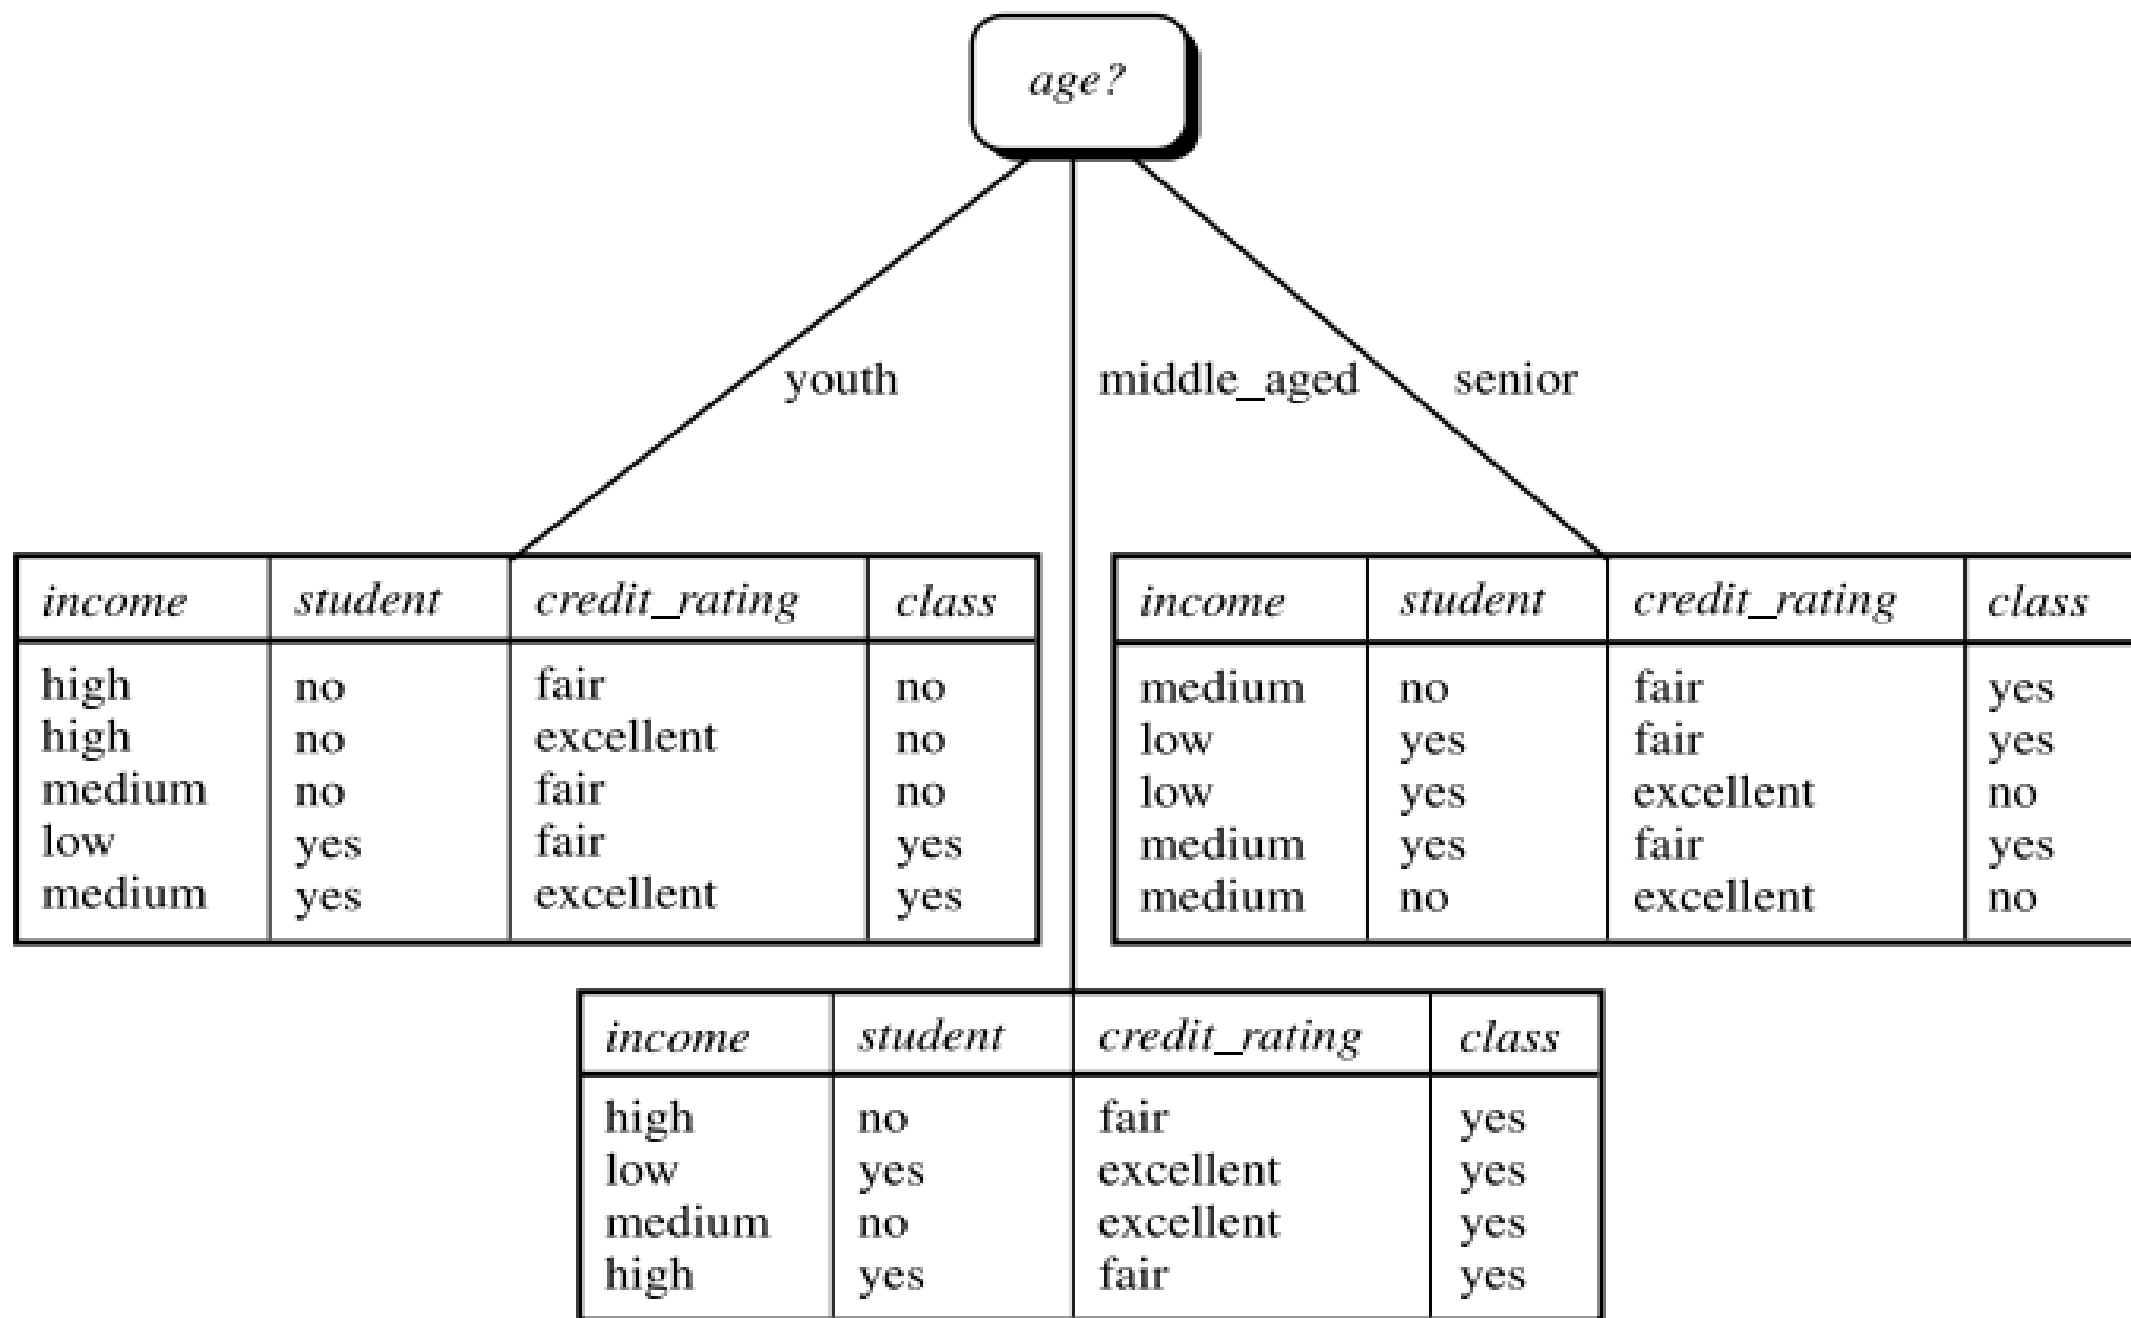 age?
youth middle_aged senior
income student credit_rating class
high no fair no
high no excellent no
medium no fair no
low yes fair yes
medium yes excellent yes
income student credit_rating class
medium no fair yes
low yes fair yes
low yes excellent no
medium yes fair yes
medium no excellent no
income student credit_rating class
high no fair yes
low yes excellent yes
medium no excellent yes
high yes fair yes